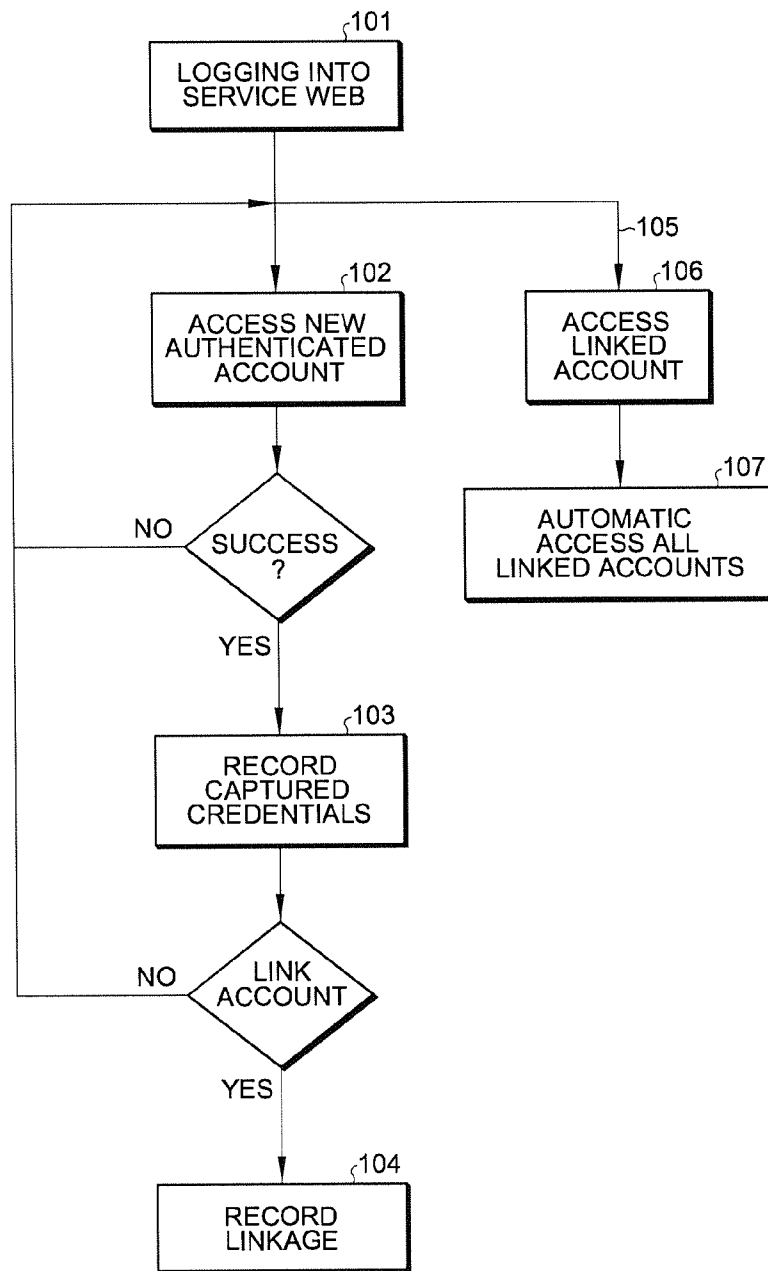 101
LOGGING INTO
SERVICE WEB
105
102
106
ACCESS NEW
AUTHENTICATED
ACCOUNT
ACCESS
LINKED
ACCOUNT
107
NO
SUCCESS
?
AUTOMATIC
ACCESS ALL
LINKED ACCOUNTS
YES
103
RECORD
CAPTURED
CREDENTIALS
NO
LINK
ACCOUNT
YES
104
RECORD
LINKAGE